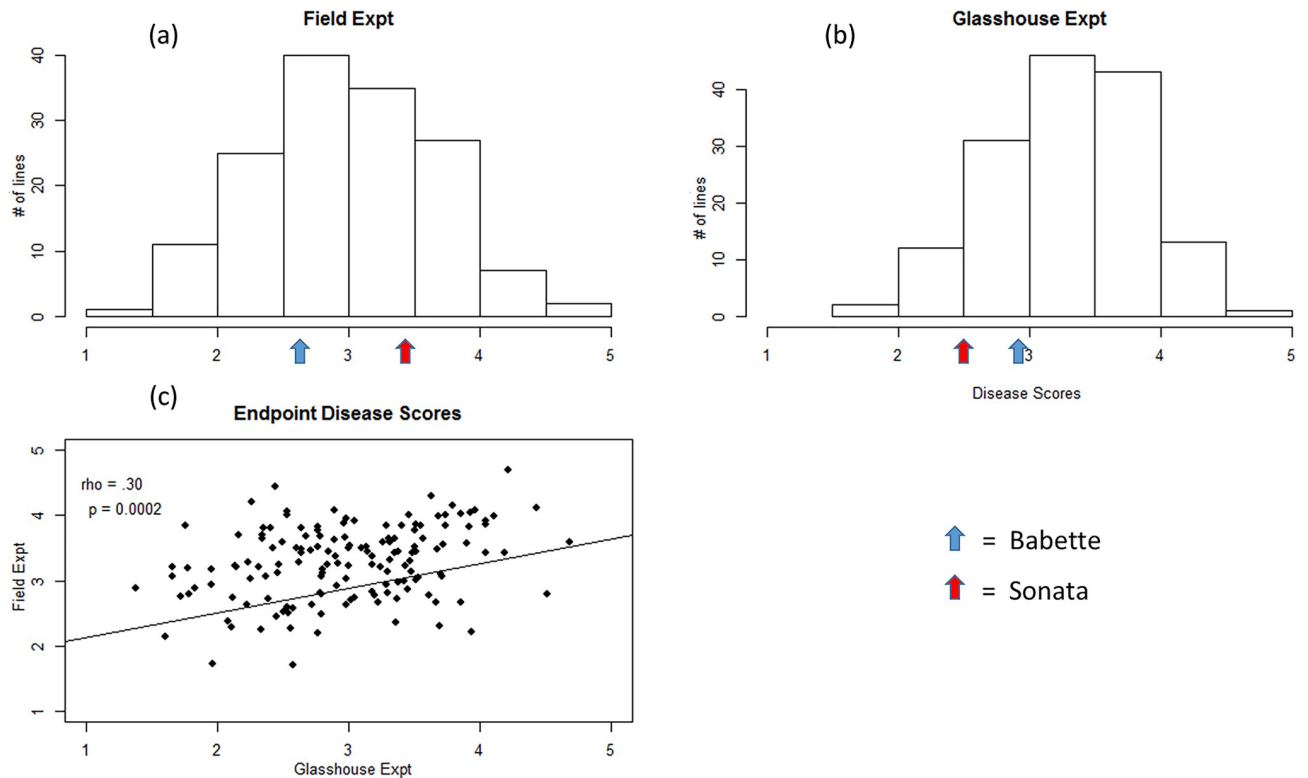 (a)
Field Expt
# of lines
0
10
20
30
40
1
2
3
4
5
(b)
Glasshouse Expt
# of lines
0
10
20
30
40
1
2
3
4
5
Disease Scores
(c)
Endpoint Disease Scores
rho = .30
p = 0.0002
Field Expt
1
2
3
4
5
1
2
3
4
5
Glasshouse Expt
= Babette
= Sonata